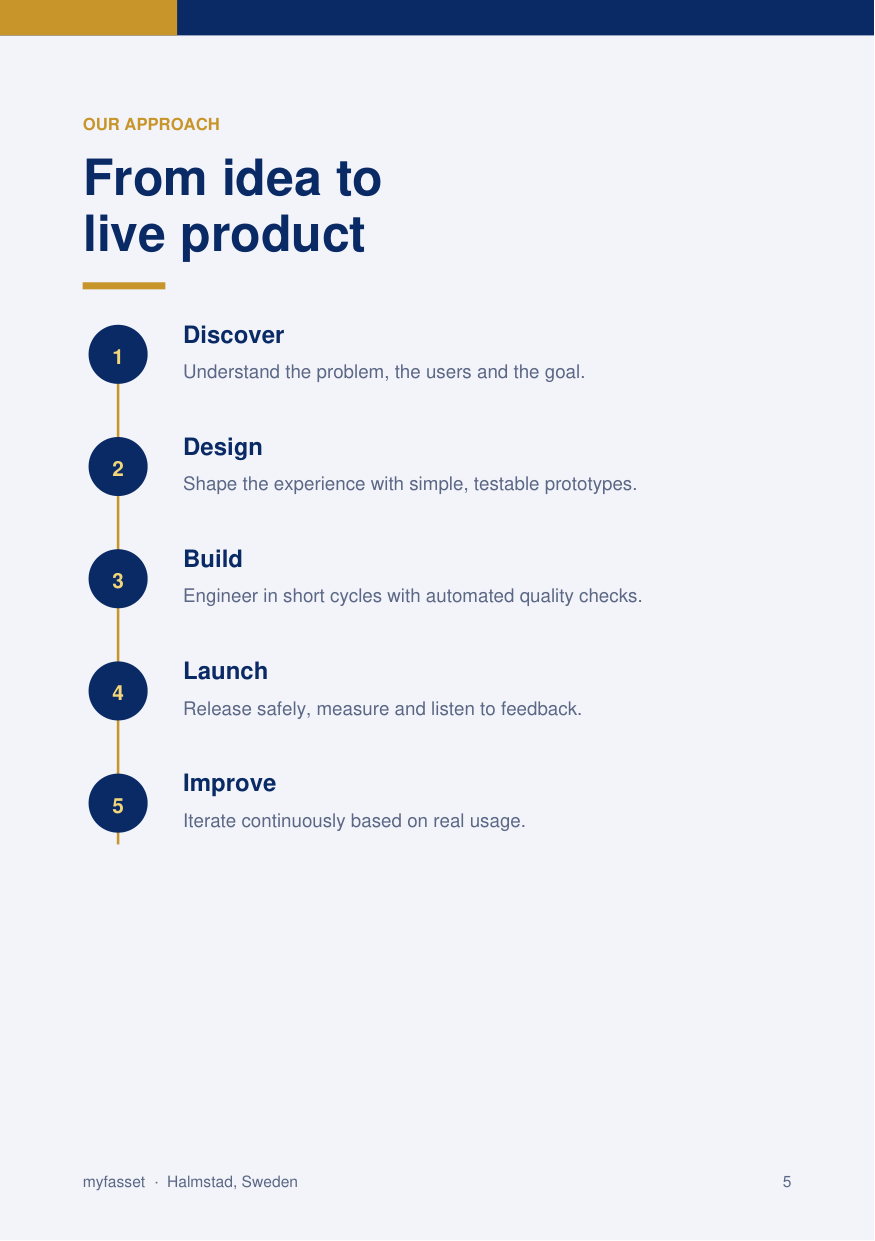 OUR APPROACH
From idea to
live product
1
Discover
Understand the problem, the users and the goal.
2
Design
Shape the experience with simple, testable prototypes.
3
Build
Engineer in short cycles with automated quality checks.
4
Launch
Release safely, measure and listen to feedback.
5
Improve
Iterate continuously based on real usage.
myfasset · Halmstad, Sweden
5